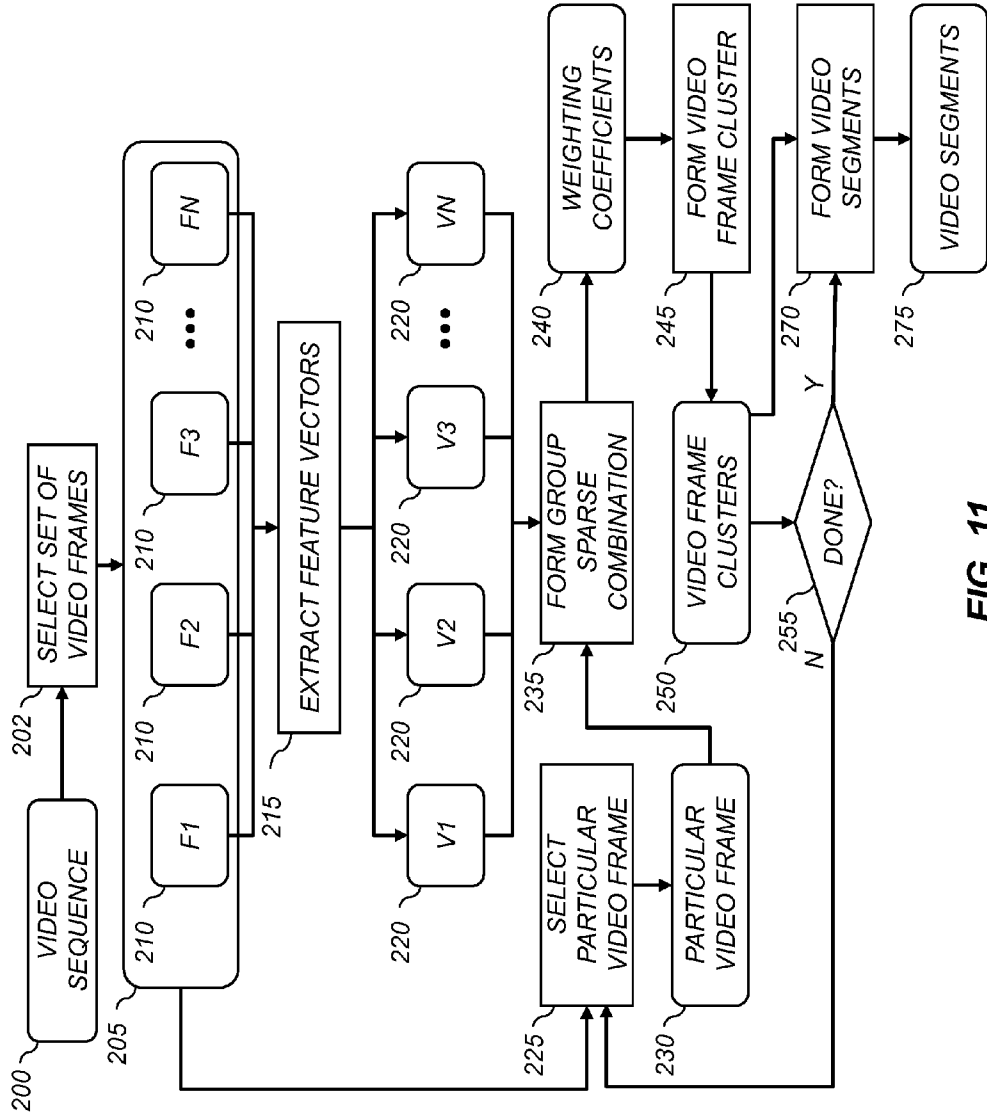 200
VIDEO
SEQUENCE
202
SELECT SET OF
VIDEO FRAMES
205
210
F1
210
F2
210
F3
•••
210
FN
215
EXTRACT FEATURE VECTORS
220
V1
220
V2
220
V3
•••
220
VN
225
SELECT
PARTICULAR
VIDEO FRAME
230
PARTICULAR
VIDEO FRAME
235
FORM GROUP
SPARSE
COMBINATION
240
WEIGHTING
COEFFICIENTS
245
FORM VIDEO
FRAME CLUSTER
250
VIDEO FRAME
CLUSTERS
255
DONE?
N
Y
270
FORM VIDEO
SEGMENTS
275
VIDEO SEGMENTS
FIG. 11